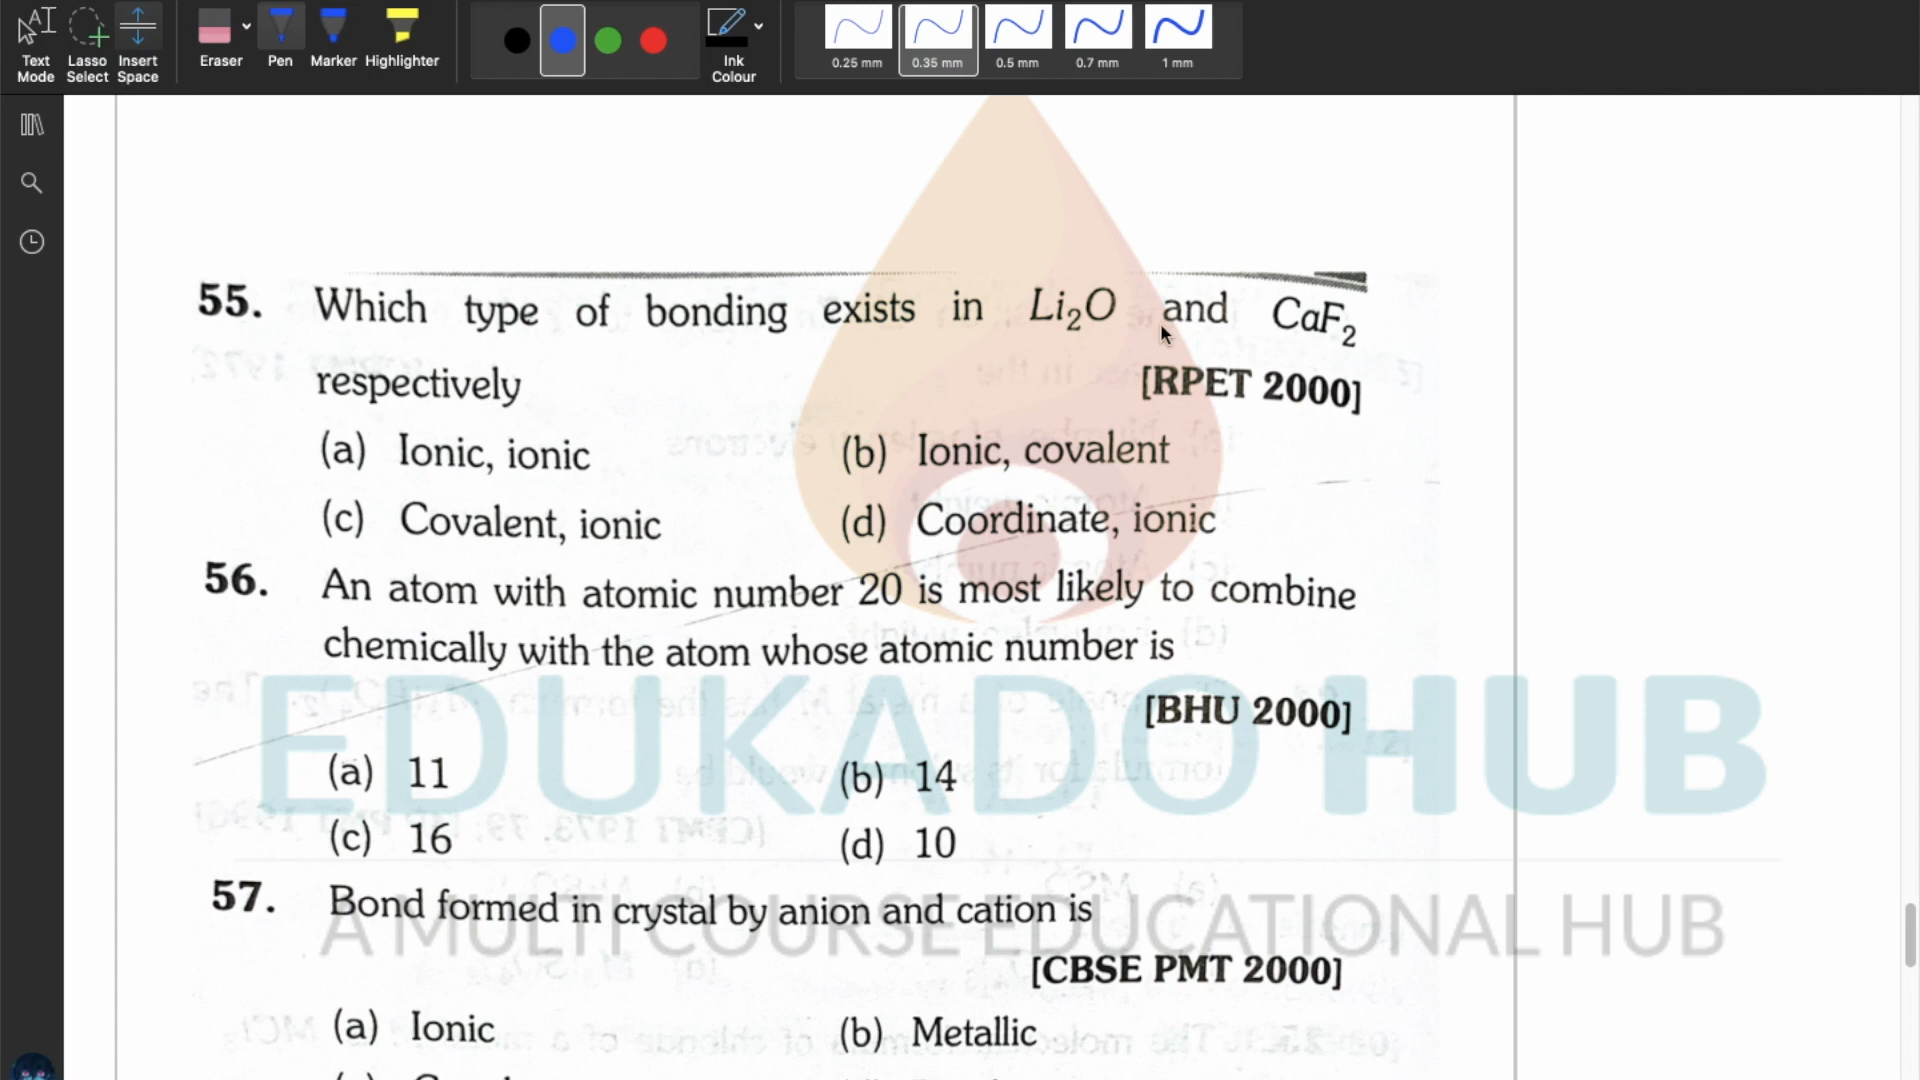 Text Mode
Lasso Select
Insert Space
Eraser
Pen
Marker
Highlighter
Ink Colour
0.25 mm
0.35 mm
0.5 mm
0.7 mm
1 mm
55. Which type of bonding exists in Li₂O and CaF₂
respectively [RPET 2000]
(a) Ionic, ionic (b) Ionic, covalent
(c) Covalent, ionic (d) Coordinate, ionic
56. An atom with atomic number 20 is most likely to combine
chemically with the atom whose atomic number is
[BHU 2000]
EDUKADO HUB
(a) 11 (b) 14
(c) 16 (d) 10
57. Bond formed in crystal by anion and cation is
A MULTI COURSE EDUCATIONAL HUB
[CBSE PMT 2000]
(a) Ionic (b) Metallic